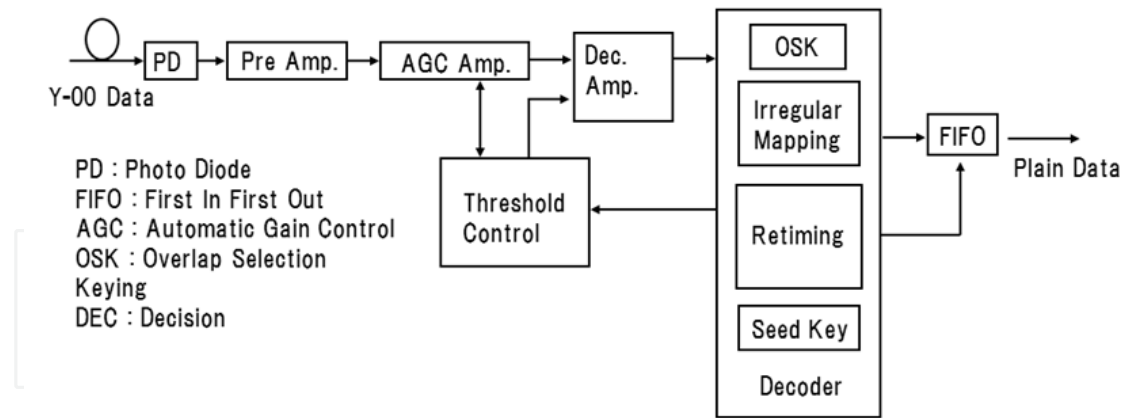 PD
Pre Amp.
AGC Amp.
Dec.
Amp.
OSK
Irregular
Mapping
FIFO
Y-00 Data
Plain Data
PD : Photo Diode
FIFO : First In First Out
AGC : Automatic Gain Control
OSK : Overlap Selection
Keying
DEC : Decision
Threshold
Control
Retiming
Seed Key
Decoder